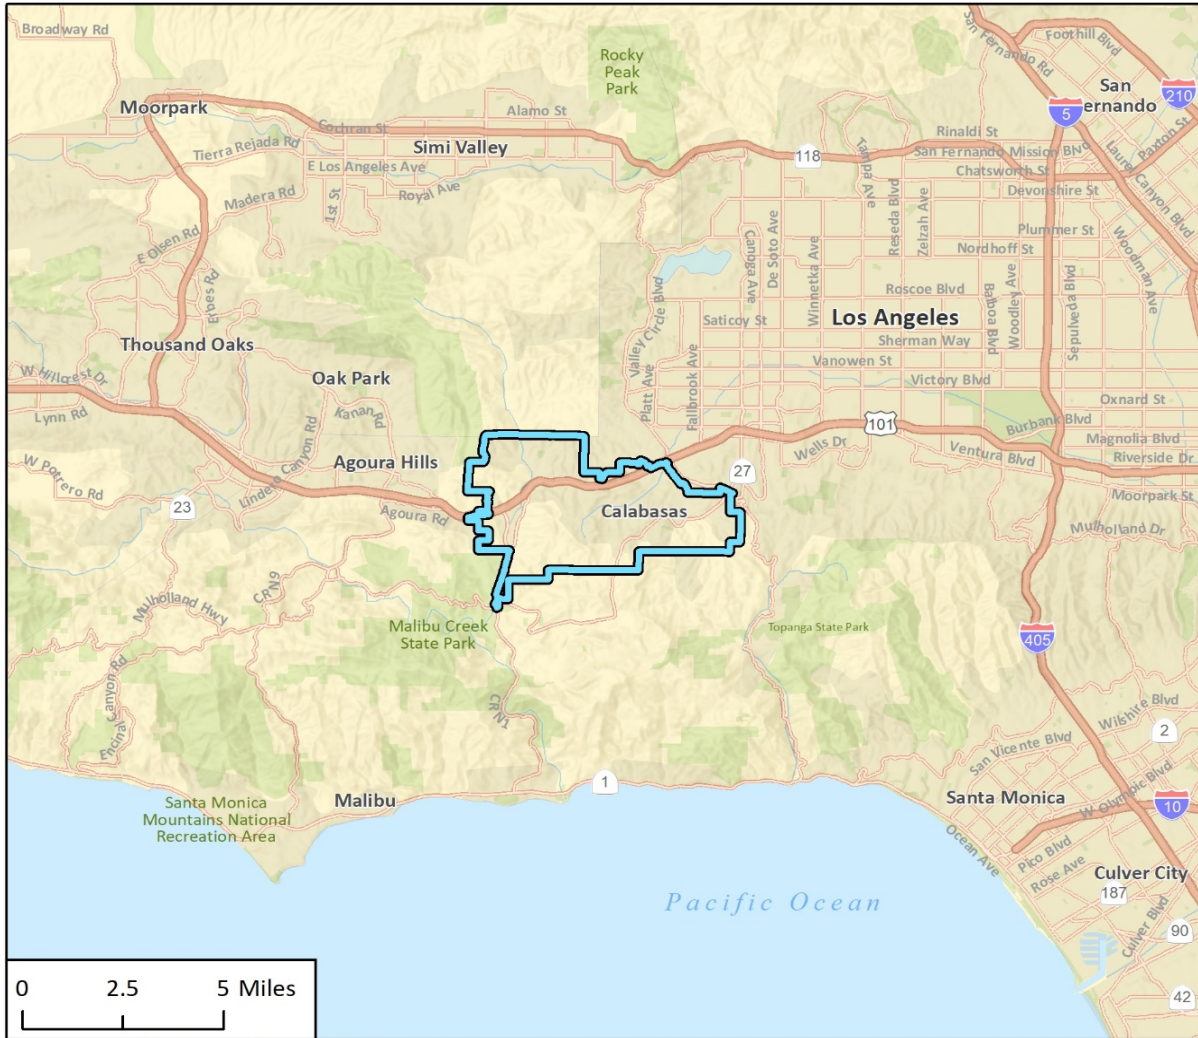 Broadway Rd
San Fernando Rd
Foothill Blvd
Rocky
Peak
Park
San
ernando
210
5
Moorpark
Alamo St
Cochran St
Rinaldi St
Paxton St
Tierra Rejada Rd
Simi Valley
118
San Fernando Mission Blvd
Laurel Canyon Blvd
E Los Angeles Ave
Tampa Ave
Chatsworth St
Madera Rd
1st St
Royal Ave
Devonshire St
Reseda Blvd
Zelzah Ave
Plummer St
E Olsen Rd
Canoga Ave
De Soto Ave
Winnetka Ave
Nordhoff St
Woodman Ave
Erbes Rd
Valley Circle Blvd
Roscoe Blvd
Balboa Blvd
Woodley Ave
Sepulveda Blvd
Saticoy St
Los Angeles
Thousand Oaks
Sherman Way
Vanowen St
W Hillcrest Dr
Oak Park
Platt Ave
Fallbrook Ave
Victory Blvd
Lynn Rd
Kanan Rd
Oxnard St
101
Burbank Blvd
Lindero Canyon Rd
Wells Dr
Ventura Blvd
Magnolia Blvd
Riverside Dr
W Potrero Rd
Agoura Hills
27
Moorpark St
23
Agoura Rd
Calabasas
Mulholland Dr
CR N9
Mulholland Hwy
Malibu Creek
State Park
Topanga State Park
405
Encinal Canyon Rd
CR N1
Wilshire Blvd
San Vicente Blvd
2
1
Santa Monica
Mountains National
Recreation Area
Malibu
Santa Monica
W Olympic Blvd
10
Ocean Ave
Pico Blvd
Rose Ave
Culver City
187
Pacific Ocean
Culver Blvd
90
42
0 2.5 5 Miles